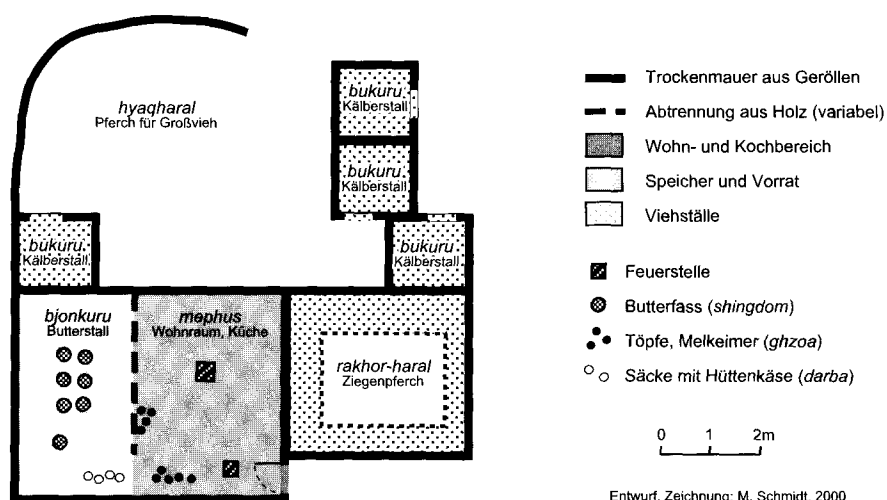 hyaqharal
Pferch für Großvieh
bukuru
Kälberstall
bukuru
Kälberstall
bukuru
Kälberstall
bukuru
Kälberstall
bjonkuru
Butterstall
mephus
Wohnraum, Küche
rakhor-haral
Ziegenpferch
Trockenmauer aus Geröllen
Abtrennung aus Holz (variabel)
Wohn- und Kochbereich
Speicher und Vorrat
Viehställe
Feuerstelle
Butterfass (shingdom)
Töpfe, Melkeimer (ghzoa)
Säcke mit Hüttenkäse (darba)
0 1 2m
Entwurf, Zeichnung: M. Schmidt, 2000